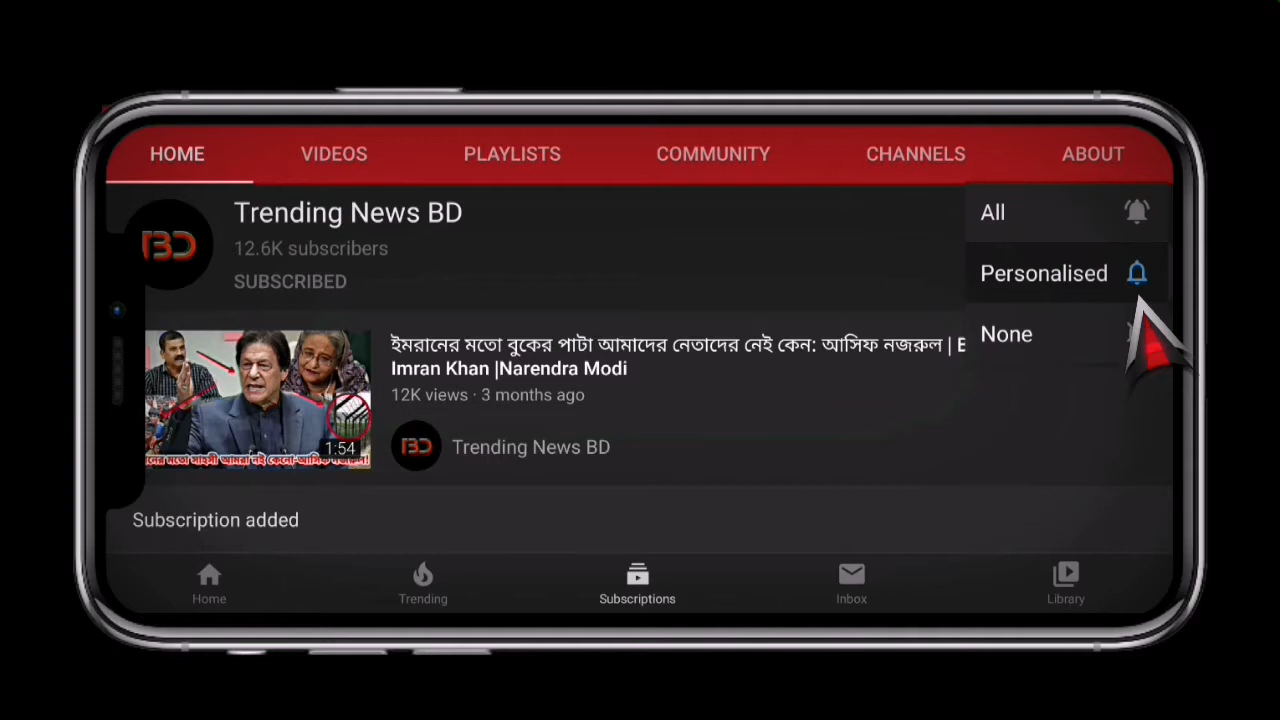 HOME VIDEOS PLAYLISTS COMMUNITY CHANNELS ABOUT
Trending News BD
12.6K subscribers
SUBSCRIBED
All
Personalised
None
BD
1:54
ইমরানের মতো বুকের পাটা আমাদের নেতাদের নেই কেন: আসিফ নজরুল |
Imran Khan |Narendra Modi
12K views · 3 months ago
BD
Trending News BD
Subscription added
Home Trending Subscriptions Inbox Library